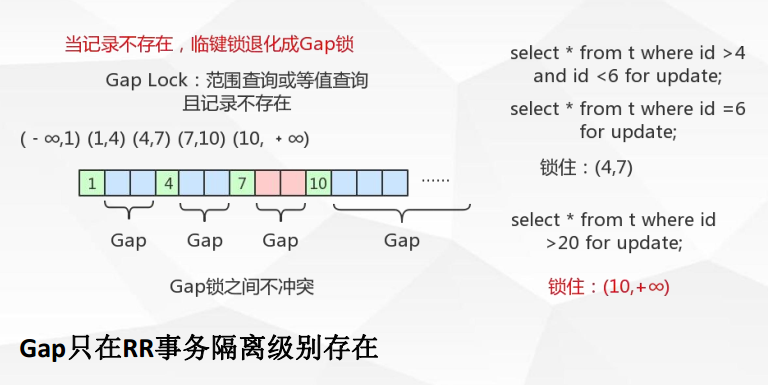 当记录不存在，临键锁退化成Gap锁
Gap Lock：范围查询或等值查询
且记录不存在
(-∞,1) (1,4) (4,7) (7,10) (10, +∞)
1 4 7 10 ……
Gap Gap Gap Gap
Gap锁之间不冲突
select * from t where id >4
and id <6 for update;
select * from t where id =6
for update;
锁住：(4,7)
select * from t where id
>20 for update;
锁住：(10,+∞)
Gap只在RR事务隔离级别存在